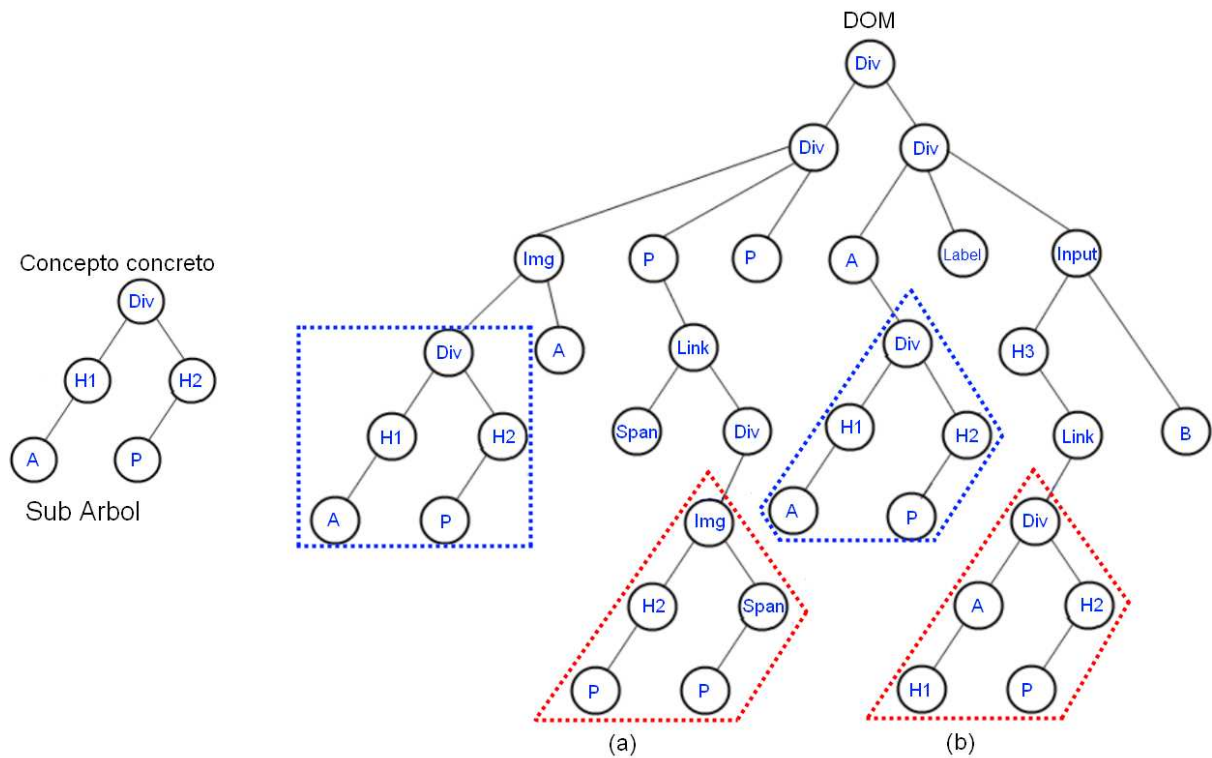 DOM
Div
Div Div
Img P P A Label Input
Concepto concreto
Div
H1 H2
A P
Sub Arbol
Div A Link Div H3
H1 H2 Span Div H1 H2 Link B
A P Img A P Div
H2 Span A H2
P P H1 P
(a) (b)